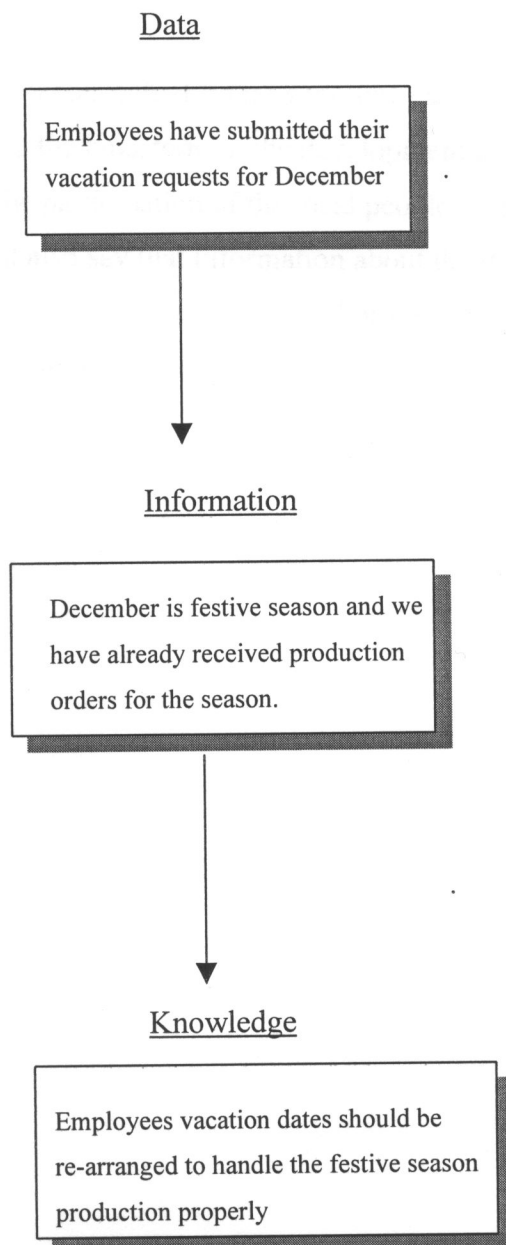 Data
Employees have submitted their
vacation requests for December
Information
December is festive season and we
have already received production
orders for the season.
Knowledge
Employees vacation dates should be
re-arranged to handle the festive season
production properly